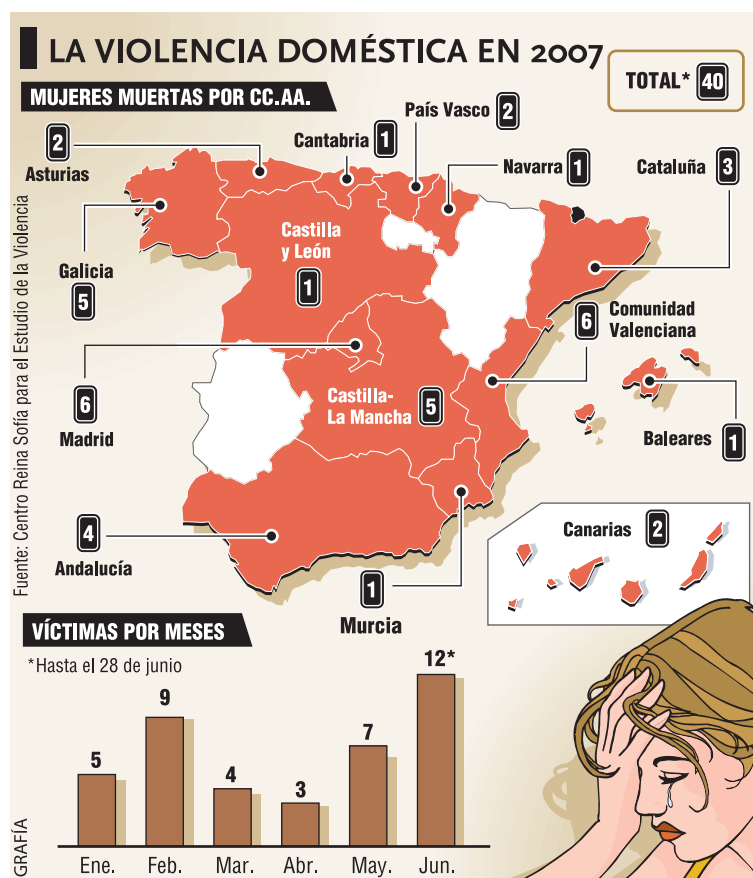 LA VIOLENCIA DOMÉSTICA EN 2007
TOTAL* 40
MUJERES MUERTAS POR CC.AA.
País Vasco 2
Cantabria 1
2
Asturias
Navarra 1
Cataluña 3
Castilla
y León
1
Galicia
5
6
Comunidad
Valenciana
6
Madrid
Castilla-
La Mancha
5
Baleares 1
4
Andalucía
Canarias 2
1
Murcia
Fuente: Centro Reina Sofía para el Estudio de la Violencia
VÍCTIMAS POR MESES
*Hasta el 28 de junio
5
9
4
3
7
12*
Ene.
Feb.
Mar.
Abr.
May.
Jun.
GRAFÍA